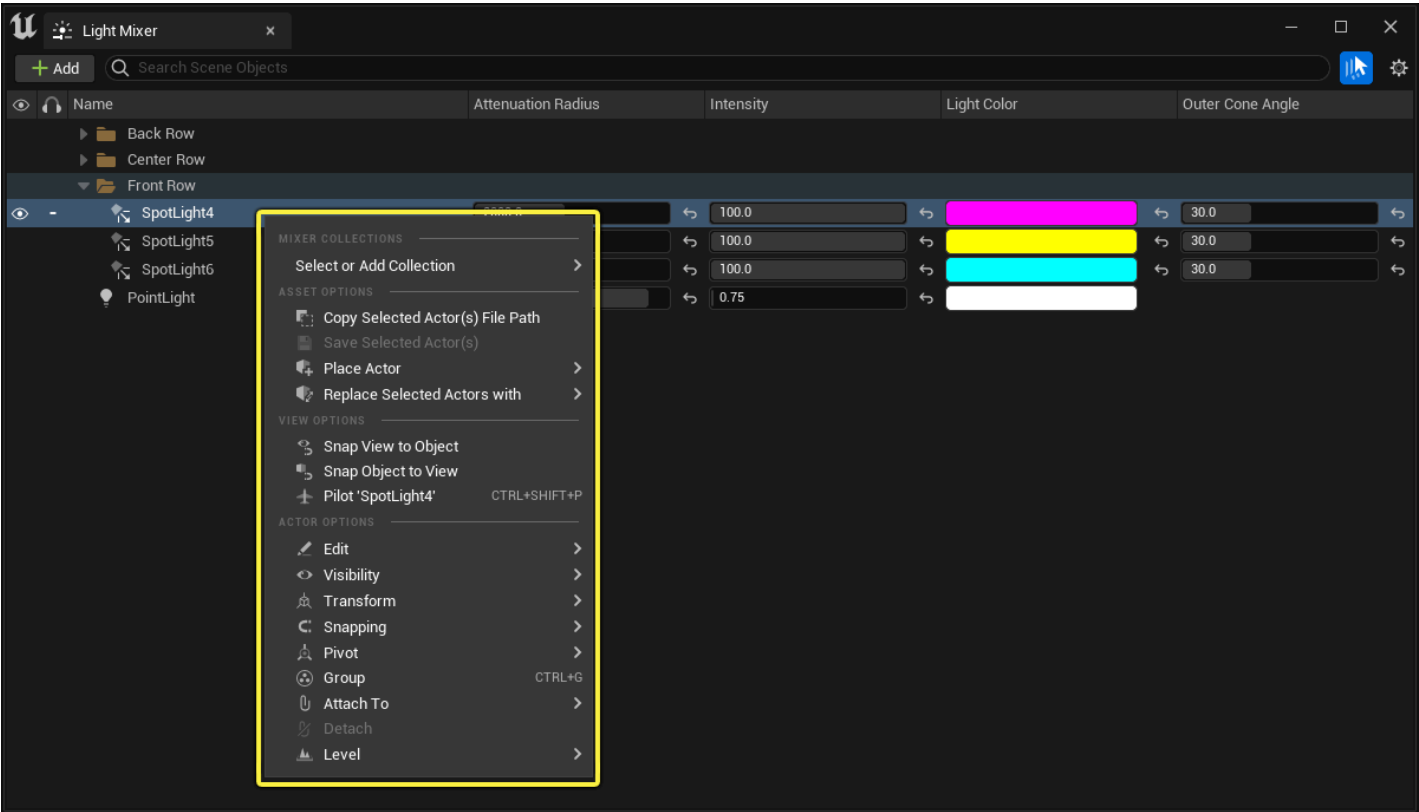 Light Mixer
Add
Search Scene Objects
Name Attenuation Radius Intensity Light Color Outer Cone Angle
Back Row
Center Row
Front Row
SpotLight4 100.0 30.0
SpotLight5 100.0 30.0
SpotLight6 100.0 30.0
PointLight 0.75
MIXER COLLECTIONS
Select or Add Collection
ASSET OPTIONS
Copy Selected Actor(s) File Path
Save Selected Actor(s)
Place Actor
Replace Selected Actors with
VIEW OPTIONS
Snap View to Object
Snap Object to View
Pilot 'SpotLight4' CTRL+SHIFT+P
ACTOR OPTIONS
Edit
Visibility
Transform
Snapping
Pivot
Group CTRL+G
Attach To
Detach
Level